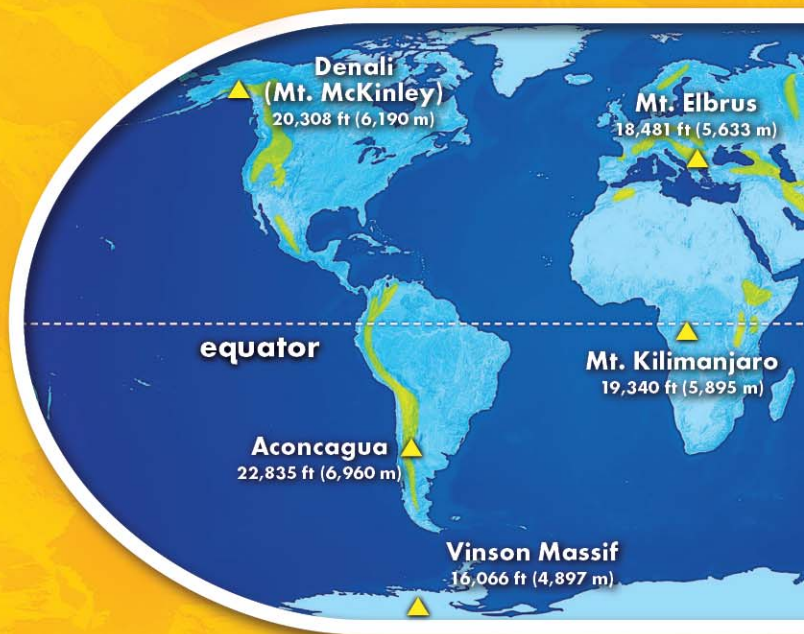 Denali
(Mt. McKinley)
20,308 ft (6,190 m)
Mt. Elbrus
18,481 ft (5,633 m)
equator
Mt. Kilimanjaro
19,340 ft (5,895 m)
Aconcagua
22,835 ft (6,960 m)
Vinson Massif
16,066 ft (4,897 m)